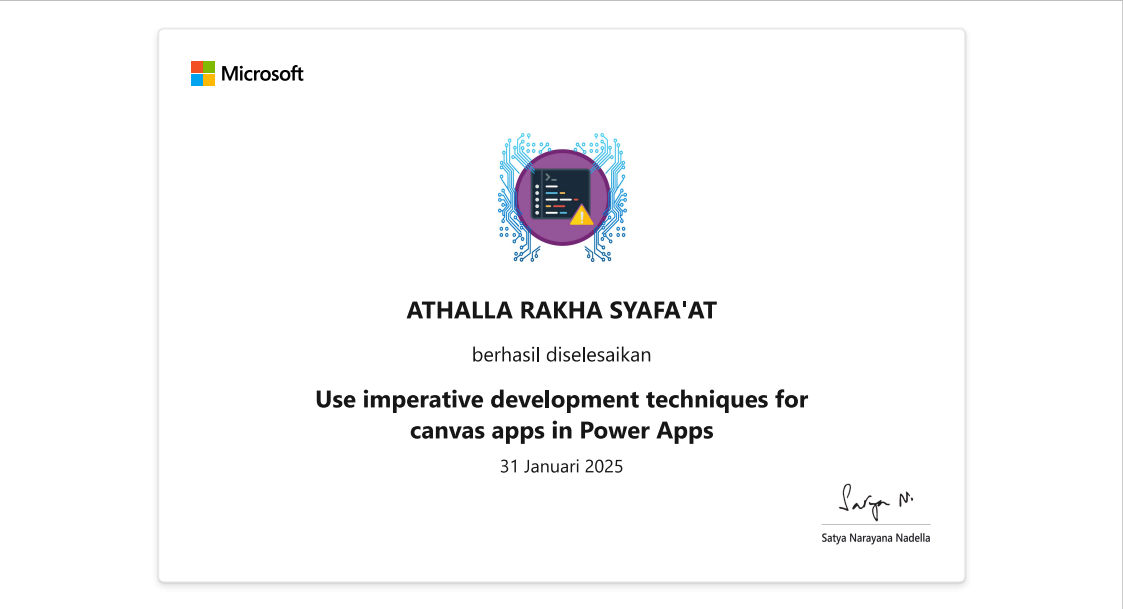 Microsoft
ATHALLA RAKHA SYAFA'AT
berhasil diselesaikan
Use imperative development techniques for
canvas apps in Power Apps
31 Januari 2025
Satya N.
Satya Narayana Nadella